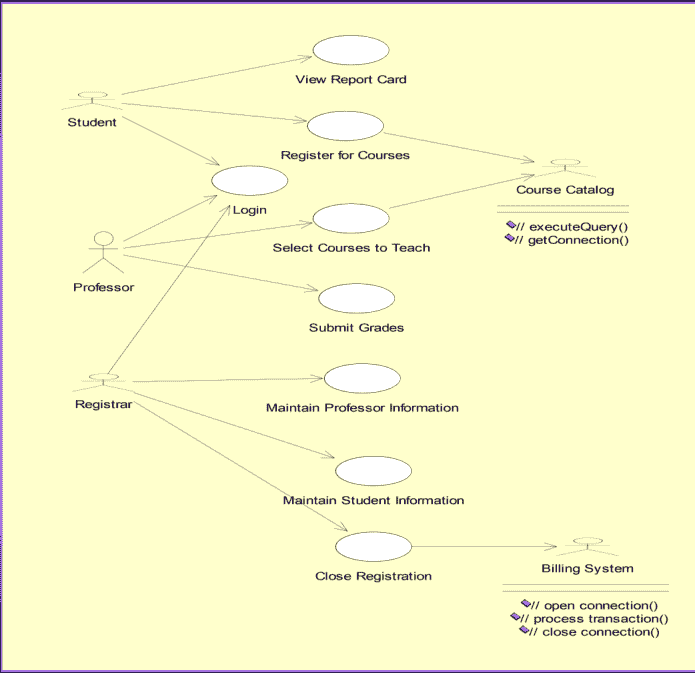 View Report Card
Student
Register for Courses
Course Catalog
// executeQuery()
// getConnection()
Login
Select Courses to Teach
Professor
Submit Grades
Registrar
Maintain Professor Information
Maintain Student Information
Close Registration
Billing System
// open connection()
// process transaction()
// close connection()